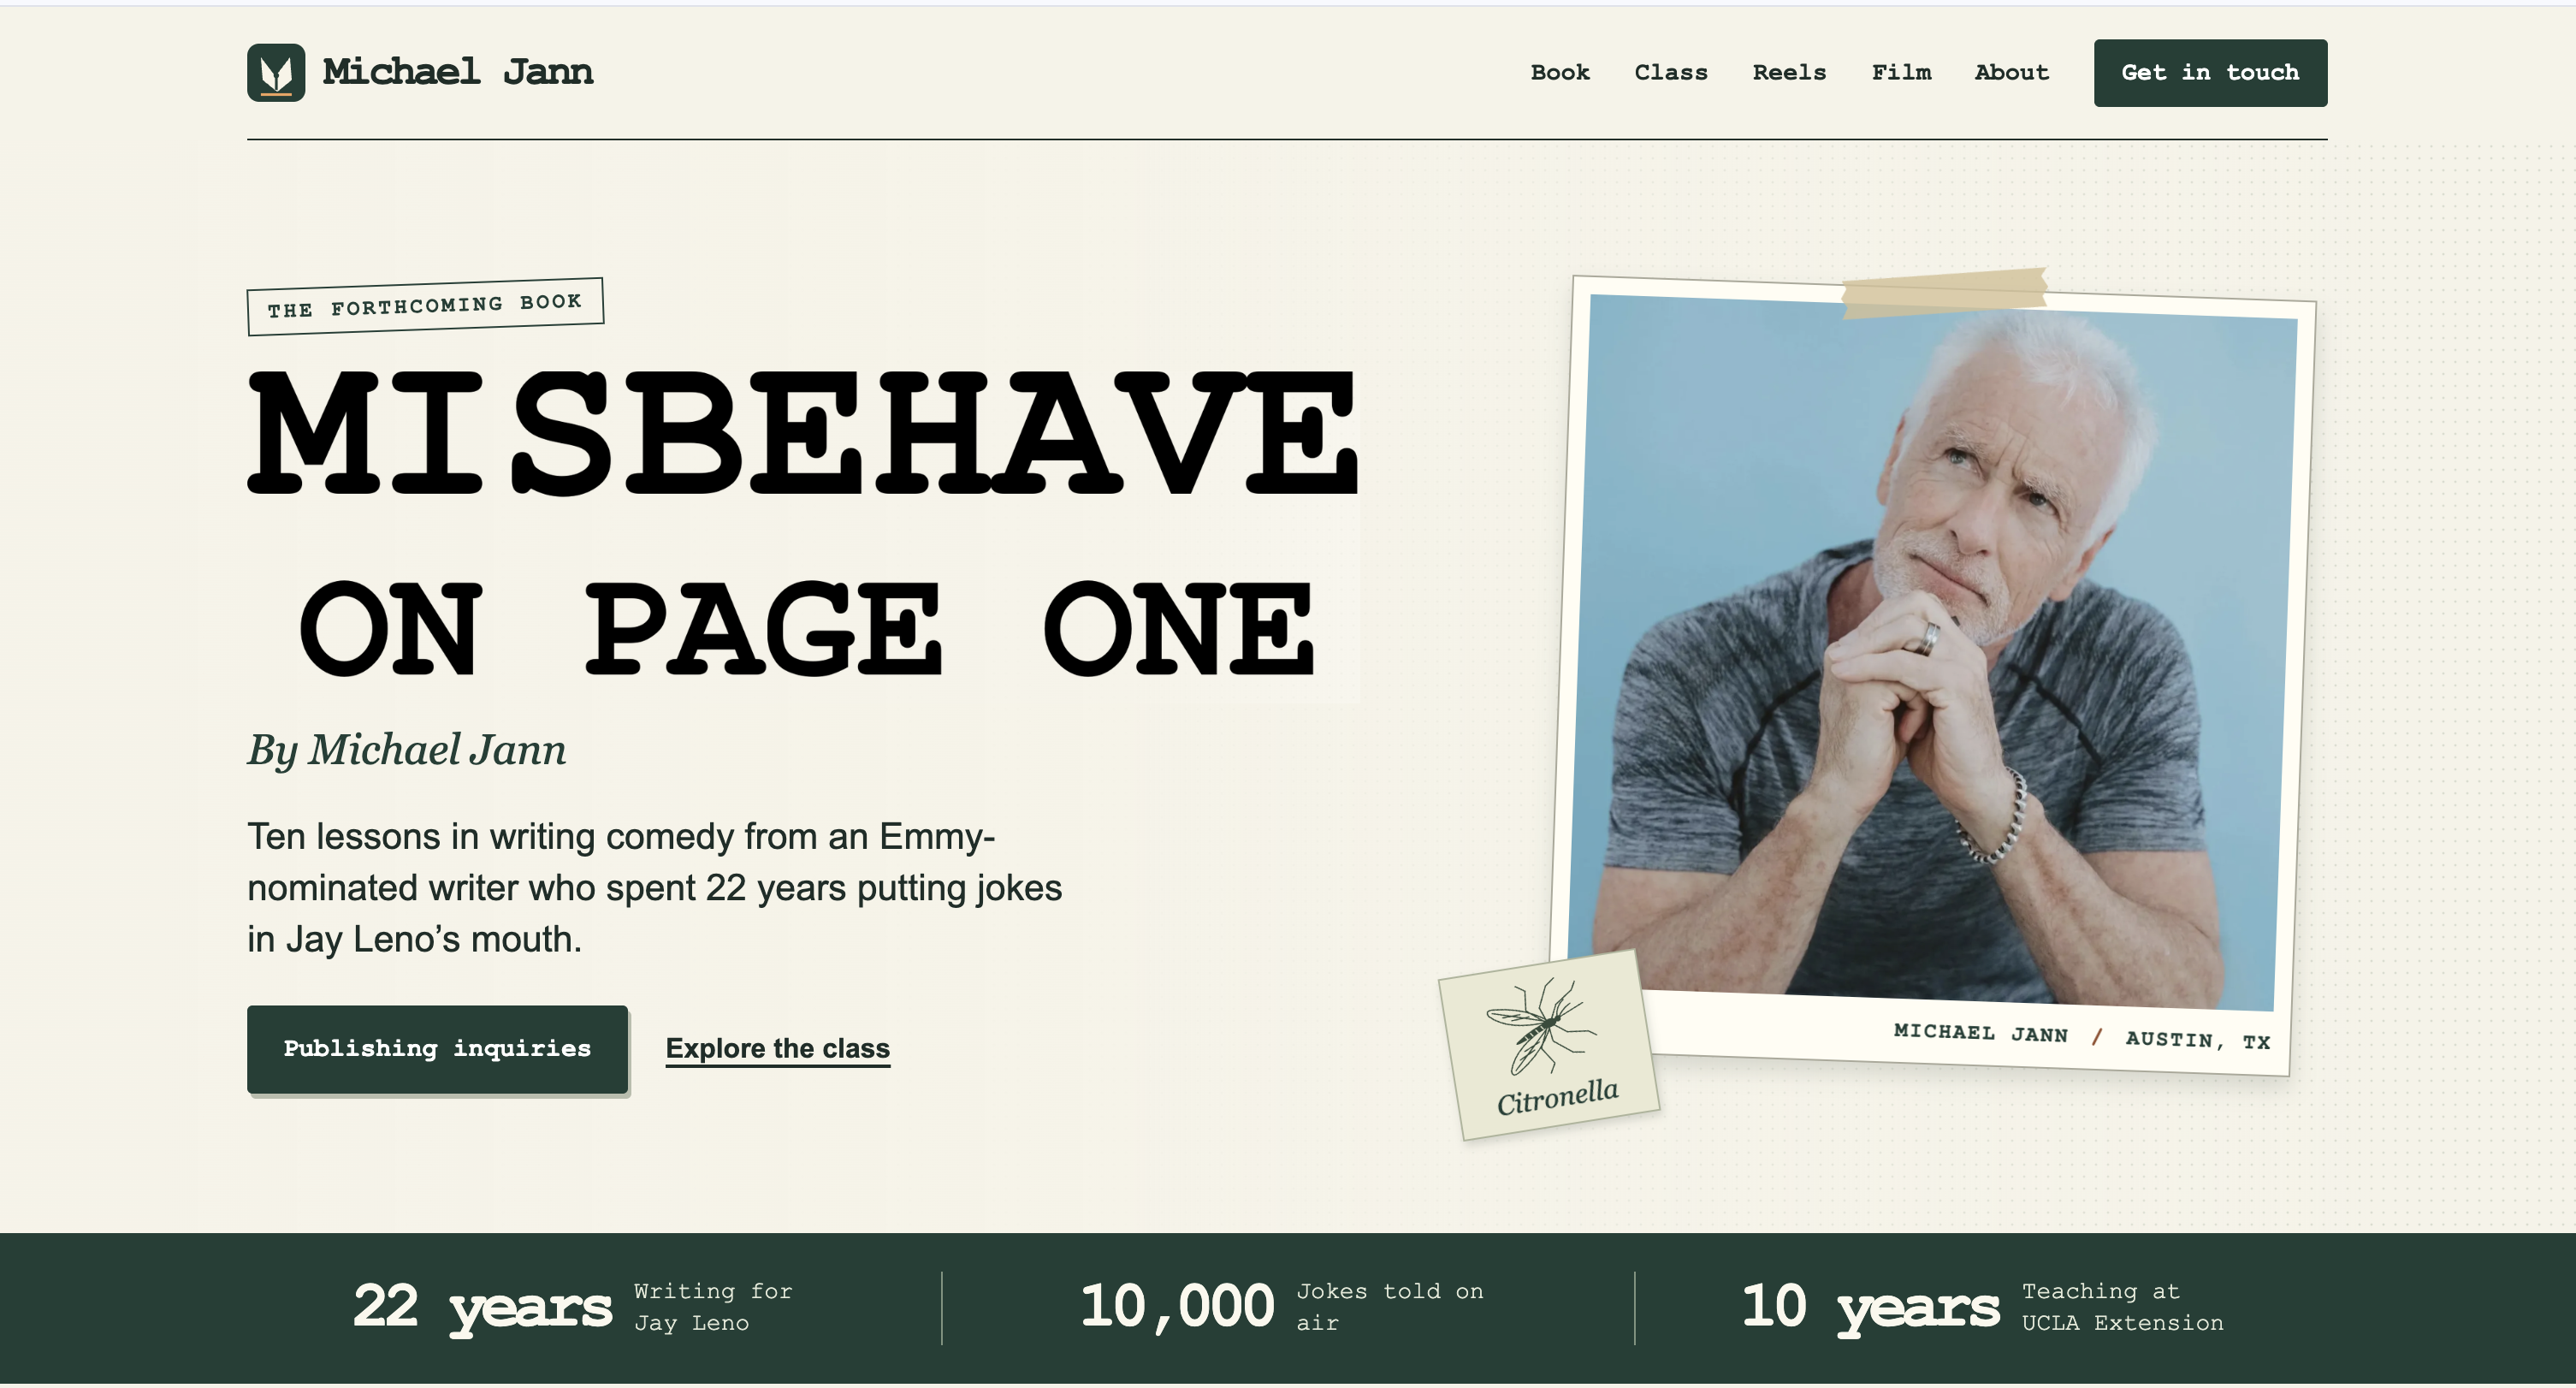 Michael Jann
Book Class Reels Film About Get in touch
THE FORTHCOMING BOOK
MISBEHAVE
ON PAGE ONE
By Michael Jann
Ten lessons in writing comedy from an Emmy-
nominated writer who spent 22 years putting jokes
in Jay Leno’s mouth.
Publishing inquiries
Explore the class
MICHAEL JANN / AUSTIN, TX
Citronella
22 years
Writing for
Jay Leno
10,000
Jokes told on
air
10 years
Teaching at
UCLA Extension